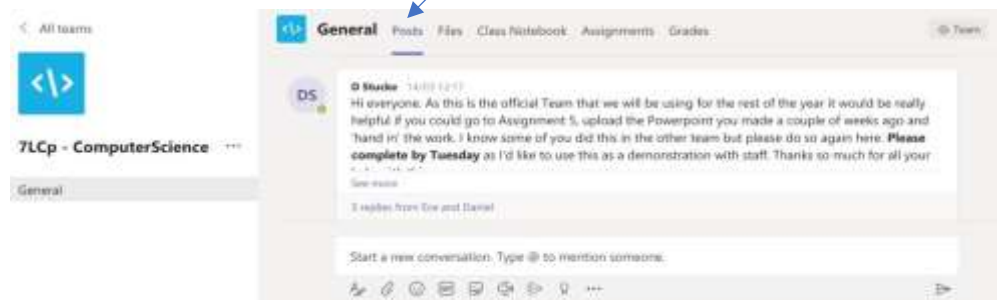 < All teams
</>
7LCp - ComputerScience ...
General
</>
General Posts Files Class Notebook Assignments Grades
Team
DS
D Stucke
Hi everyone. As this is the official Team that we will be using for the rest of the year it would be really
helpful if you could go to Assignment 5, upload the Powerpoint you made a couple of weeks ago and
'hand in' the work. I know some of you did this in the other team but please do so again here. Please
complete by Tuesday as I'd like to use this as a demonstration with staff. Thanks so much for all your
See more
3 replies from Eve and Daniel
Start a new conversation. Type @ to mention someone.